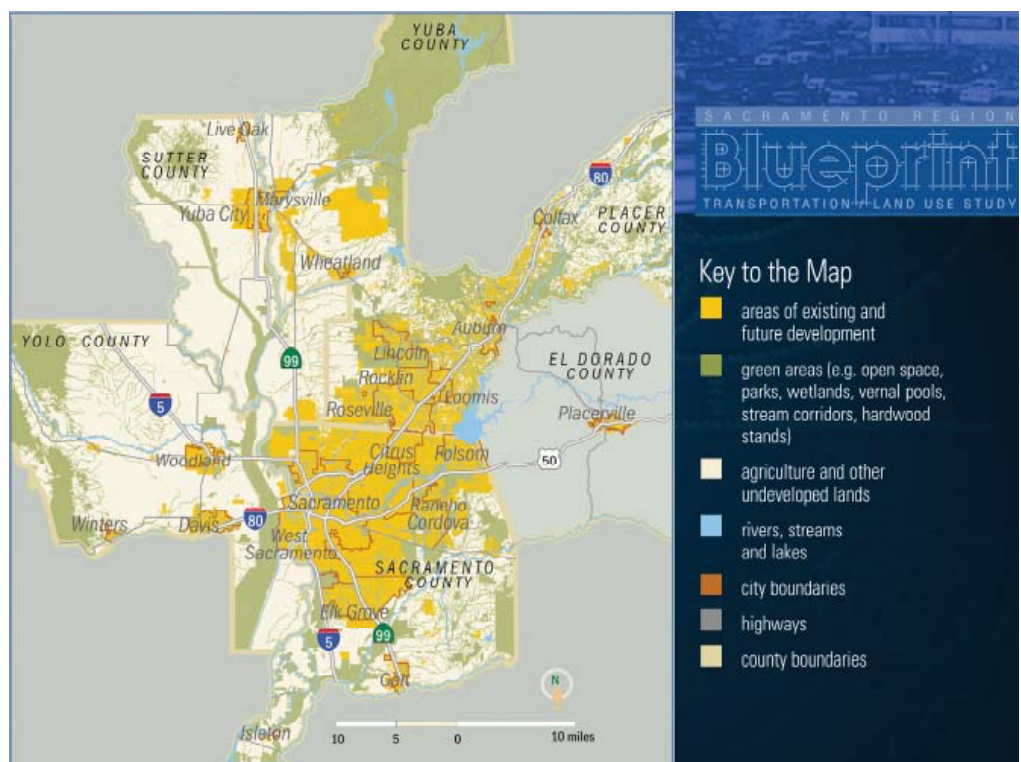 YUBA
COUNTY
Live Oak
SUTTER
COUNTY
Marysville
Yuba City
80
Colfax
PLACER
COUNTY
Wheatland
Auburn
YOLO COUNTY
99
Lincoln
EL DORADO
COUNTY
Rocklin
Loomis
5
Roseville
Placerville
Woodland
Citrus
Heights
Folsom
50
Sacramento
Rancho
Cordova
Winters
Davis
80
West
Sacramento
SACRAMENTO
COUNTY
Elk Grove
5
99
Galt
N
Isleton
10 5 0 10 miles
SACRAMENTO REGION
Blueprint
TRANSPORTATION / LAND USE STUDY
Key to the Map
areas of existing and
future development
green areas (e.g. open space,
parks, wetlands, vernal pools,
stream corridors, hardwood
stands)
agriculture and other
undeveloped lands
rivers, streams
and lakes
city boundaries
highways
county boundaries